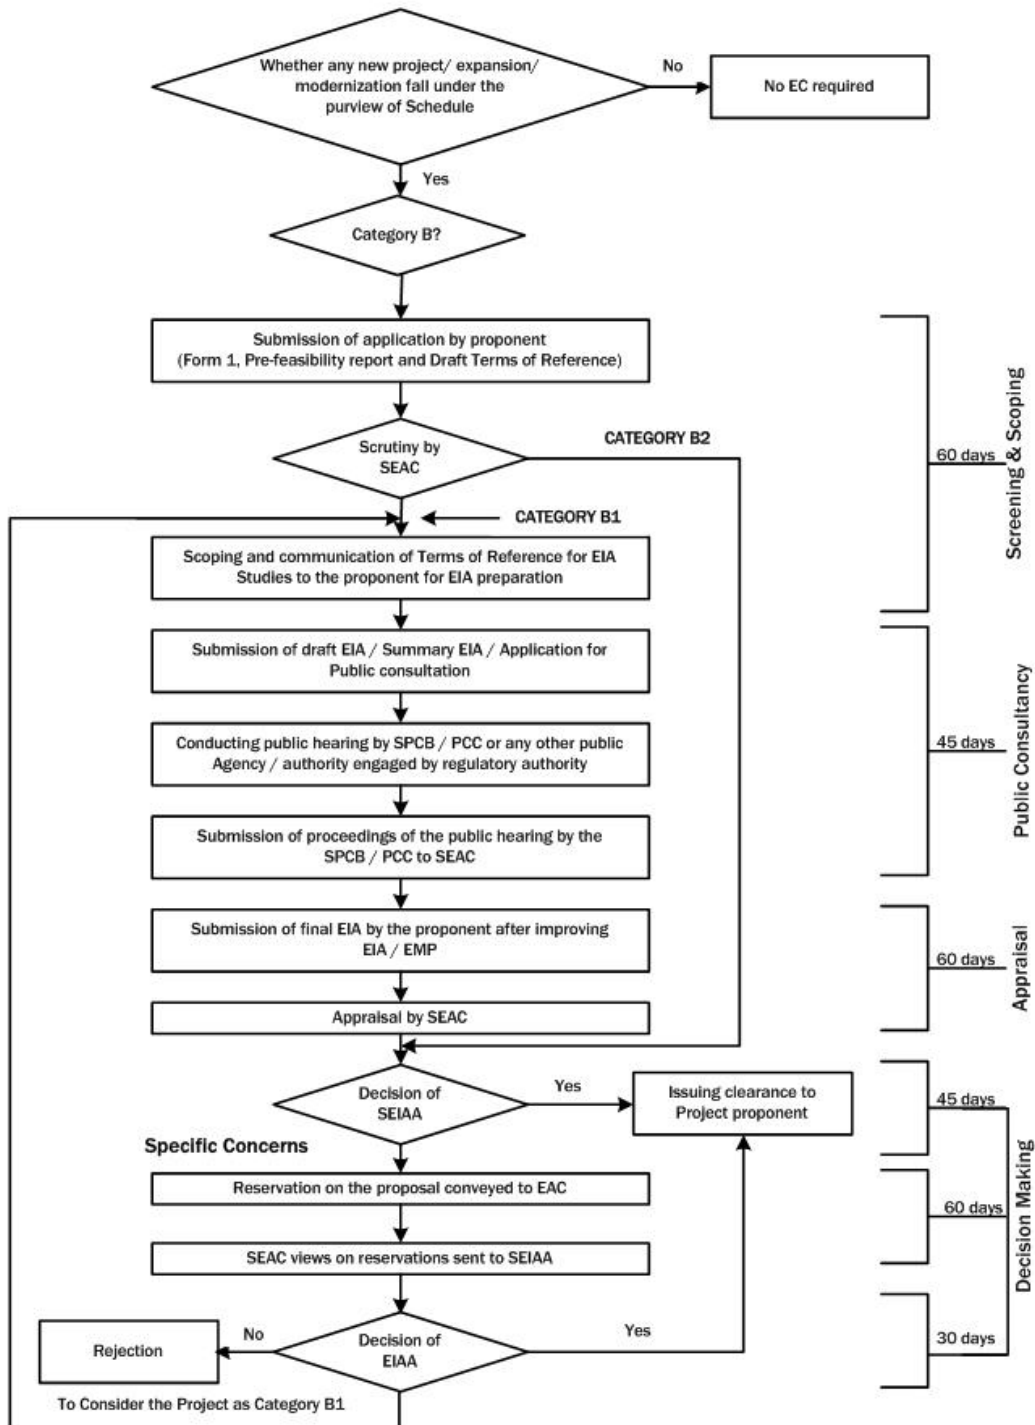 Whether any new project/ expansion/
modernization fall under the
purview of Schedule
No
No EC required
Yes
Category B?
Submission of application by proponent
(Form 1, Pre-feasibility report and Draft Terms of Reference)
Scrutiny by
SEAC
CATEGORY B2
CATEGORY B1
Scoping and communication of Terms of Reference for EIA
Studies to the proponent for EIA preparation
60 days
Screening & Scoping
Submission of draft EIA / Summary EIA / Application for
Public consultation
Conducting public hearing by SPCB / PCC or any other public
Agency / authority engaged by regulatory authority
Submission of proceedings of the public hearing by the
SPCB / PCC to SEAC
45 days
Public Consultancy
Submission of final EIA by the proponent after improving
EIA / EMP
Appraisal by SEAC
60 days
Appraisal
Decision of
SEIAA
Yes
Issuing clearance to
Project proponent
45 days
Specific Concerns
Reservation on the proposal conveyed to EAC
SEAC views on reservations sent to SEIAA
60 days
Decision Making
Decision of
EIAA
No
Rejection
Yes
30 days
To Consider the Project as Category B1